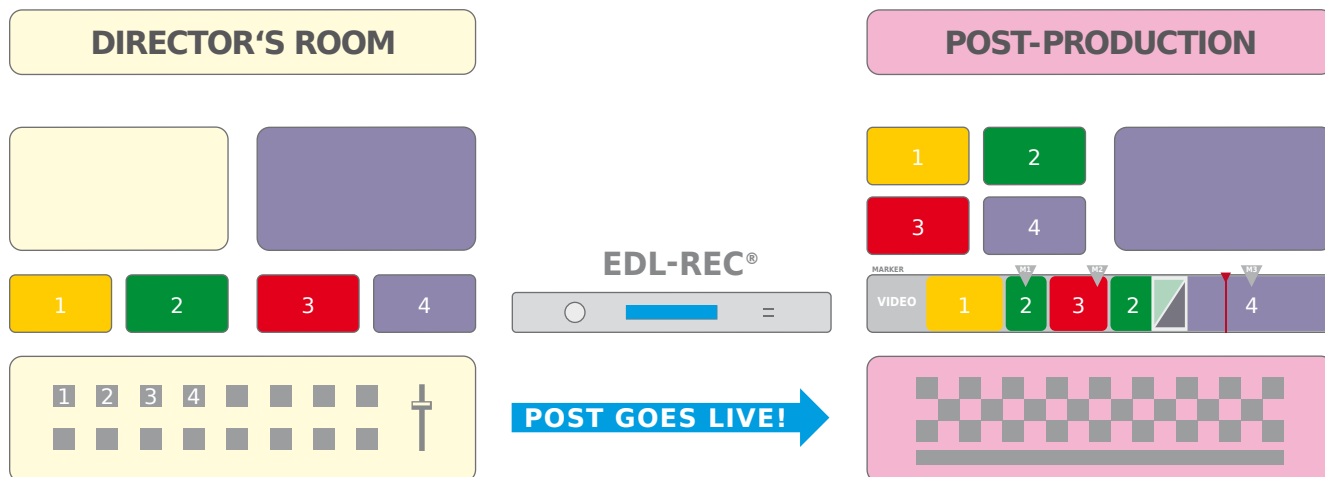 DIRECTOR‘S ROOM
POST-PRODUCTION
1 2
3 4
EDL-REC®
1 2 3 4
MARKER M1 M2 M3
VIDEO 1 2 3 2 4
1 2 3 4
POST GOES LIVE!